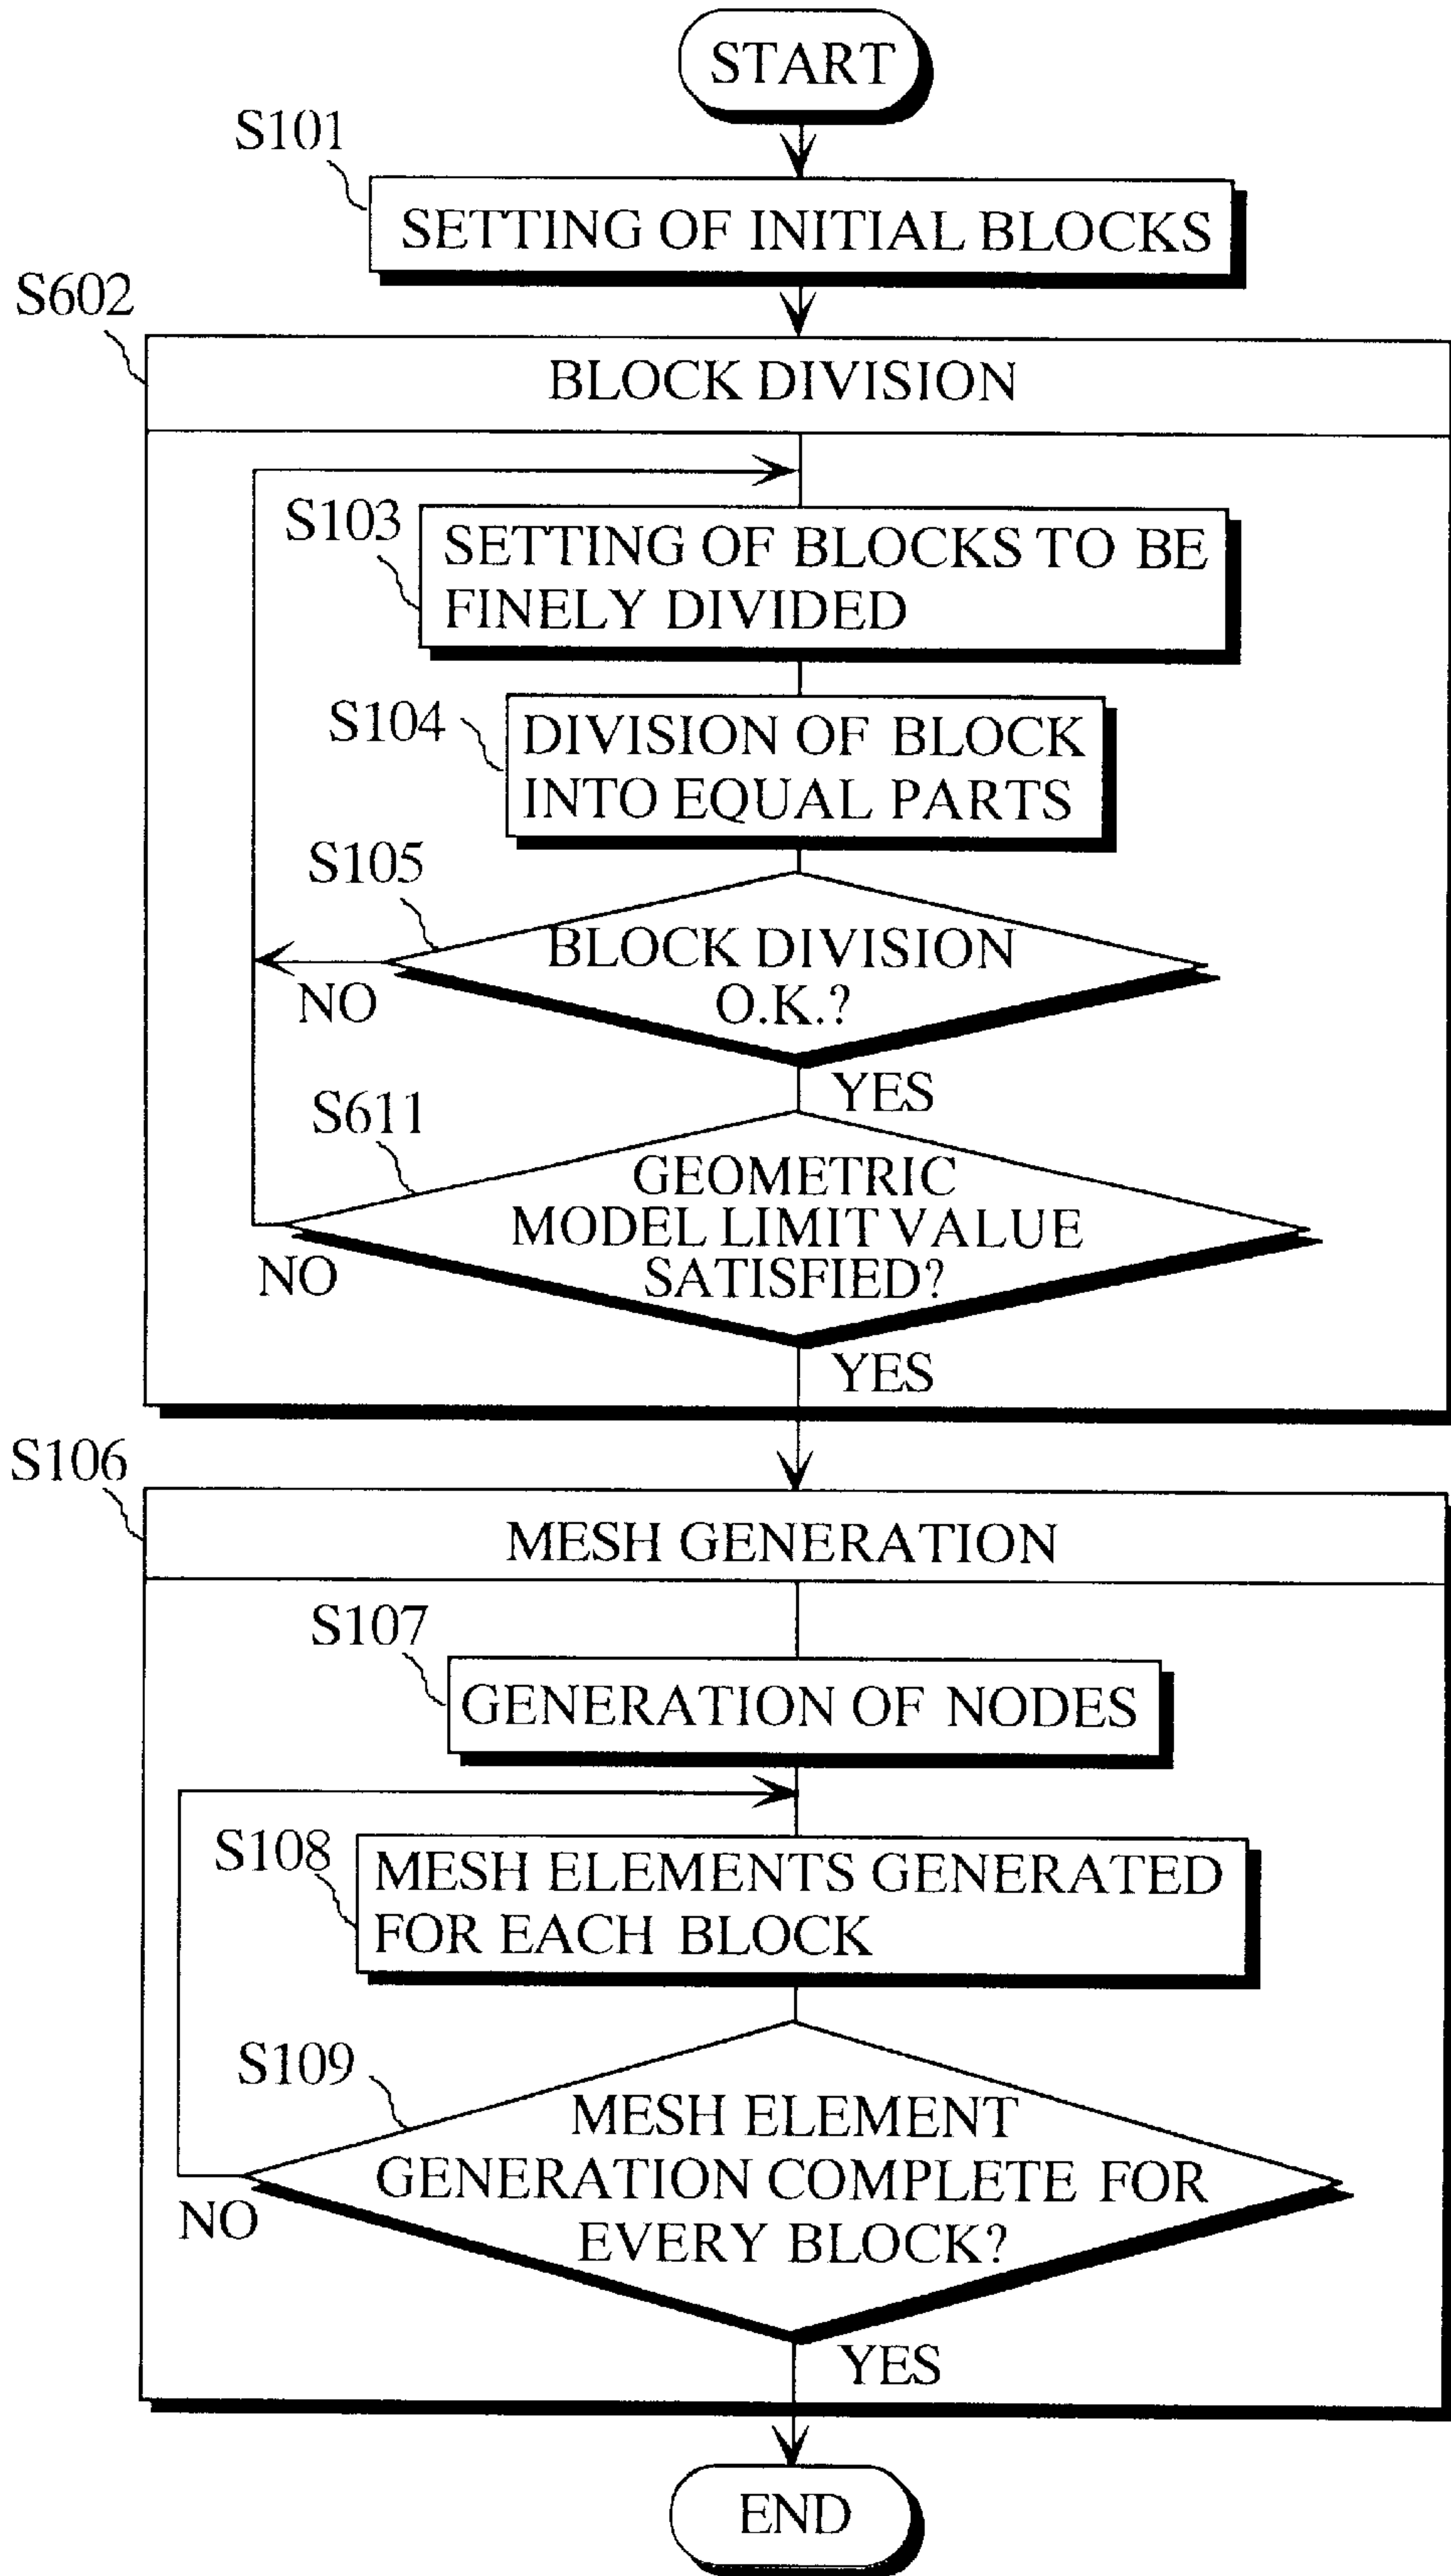 START
S101
SETTING OF INITIAL BLOCKS
S602
BLOCK DIVISION
S103
SETTING OF BLOCKS TO BE
FINELY DIVIDED
S104
DIVISION OF BLOCK
INTO EQUAL PARTS
S105
BLOCK DIVISION
O.K.?
NO
YES
S611
GEOMETRIC
MODEL LIMIT VALUE
SATISFIED?
NO
YES
S106
MESH GENERATION
S107
GENERATION OF NODES
S108
MESH ELEMENTS GENERATED
FOR EACH BLOCK
S109
MESH ELEMENT
GENERATION COMPLETE FOR
EVERY BLOCK?
NO
YES
END